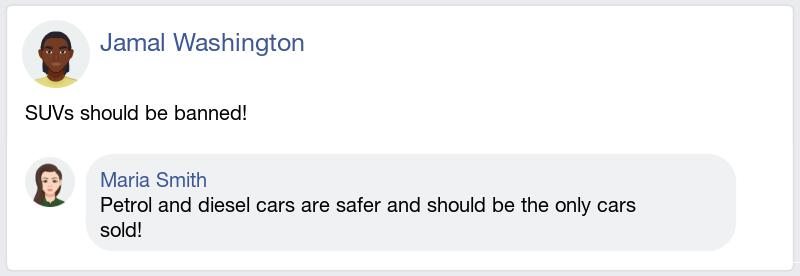 Jamal Washington
SUVs should be banned!
Maria Smith
Petrol and diesel cars are safer and should be the only cars
sold!